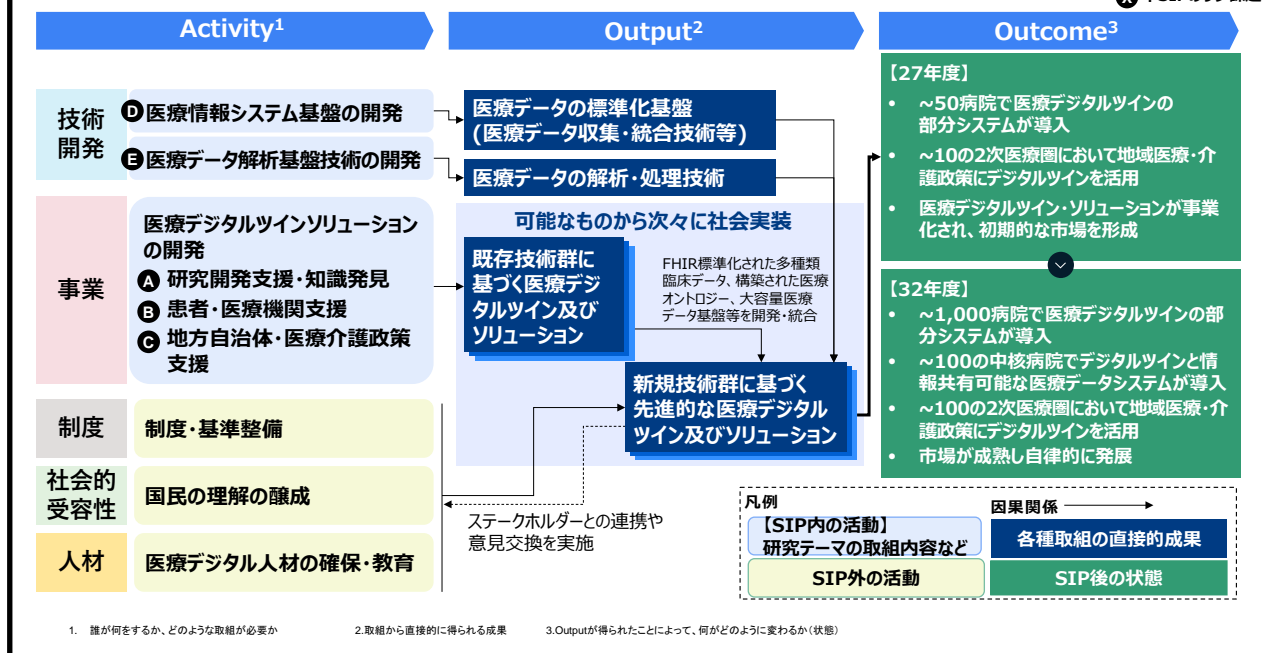 Activity1
Output2
Outcome3
技術
開発
D 医療情報システム基盤の開発
E 医療データ解析基盤技術の開発
医療データの標準化基盤
(医療データ収集・統合技術等)
医療データの解析・処理技術
事業
医療デジタルツインソリューション
の開発
A 研究開発支援・知識発見
B 患者・医療機関支援
C 地方自治体・医療介護政策
支援
可能なものから次々に社会実装
既存技術群に
基づく医療デジ
タルツイン及び
ソリューション
FHIR標準化された多種類
臨床データ、構築された医療
オントロジー、大容量医療
データ基盤等を開発・統合
新規技術群に基づく
先進的な医療デジタル
ツイン及びソリューション
制度
制度・基準整備
社会的
受容性
国民の理解の醸成
人材
医療デジタル人材の確保・教育
ステークホルダーとの連携や
意見交換を実施
【27年度】
• ~50病院で医療デジタルツインの
部分システムが導入
• ~10の2次医療圏において地域医療・介
護政策にデジタルツインを活用
• 医療デジタルツイン・ソリューションが事業
化され、初期的な市場を形成
【32年度】
• ~1,000病院で医療デジタルツインの部
分システムが導入
• ~100の中核病院でデジタルツインと情
報共有可能な医療データシステムが導入
• ~100の2次医療圏において地域医療・介
護政策にデジタルツインを活用
• 市場が成熟し自律的に発展
凡例
因果関係
【SIP内の活動】
研究テーマの取組内容など
各種取組の直接的成果
SIP外の活動
SIP後の状態
1. 誰が何をするか、どのような取組が必要か
2.取組から直接的に得られる成果
3.Outputが得られたことによって、何がどのように変わるか(状態)